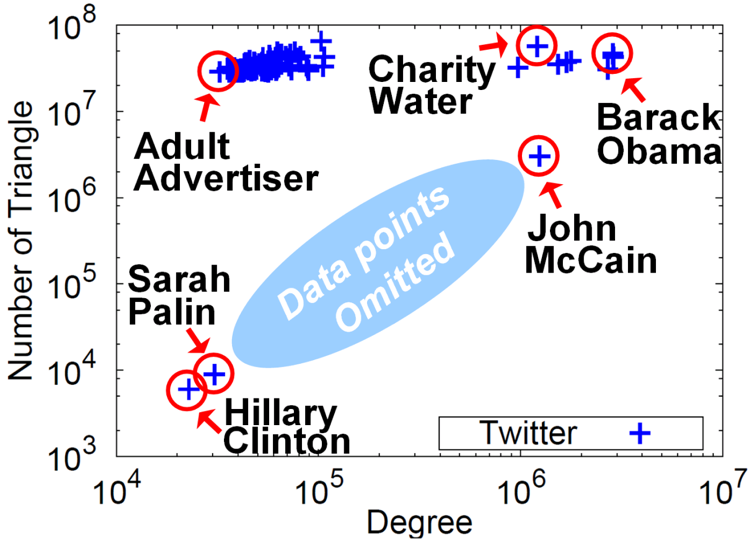 10^8
10^7
10^6
10^5
10^4
10^3
Number of Triangle
Charity
Water
Barack
Obama
Adult
Advertiser
John
McCain
Data points
Omitted
Sarah
Palin
Hillary
Clinton
Twitter
10^4
10^5
10^6
10^7
Degree